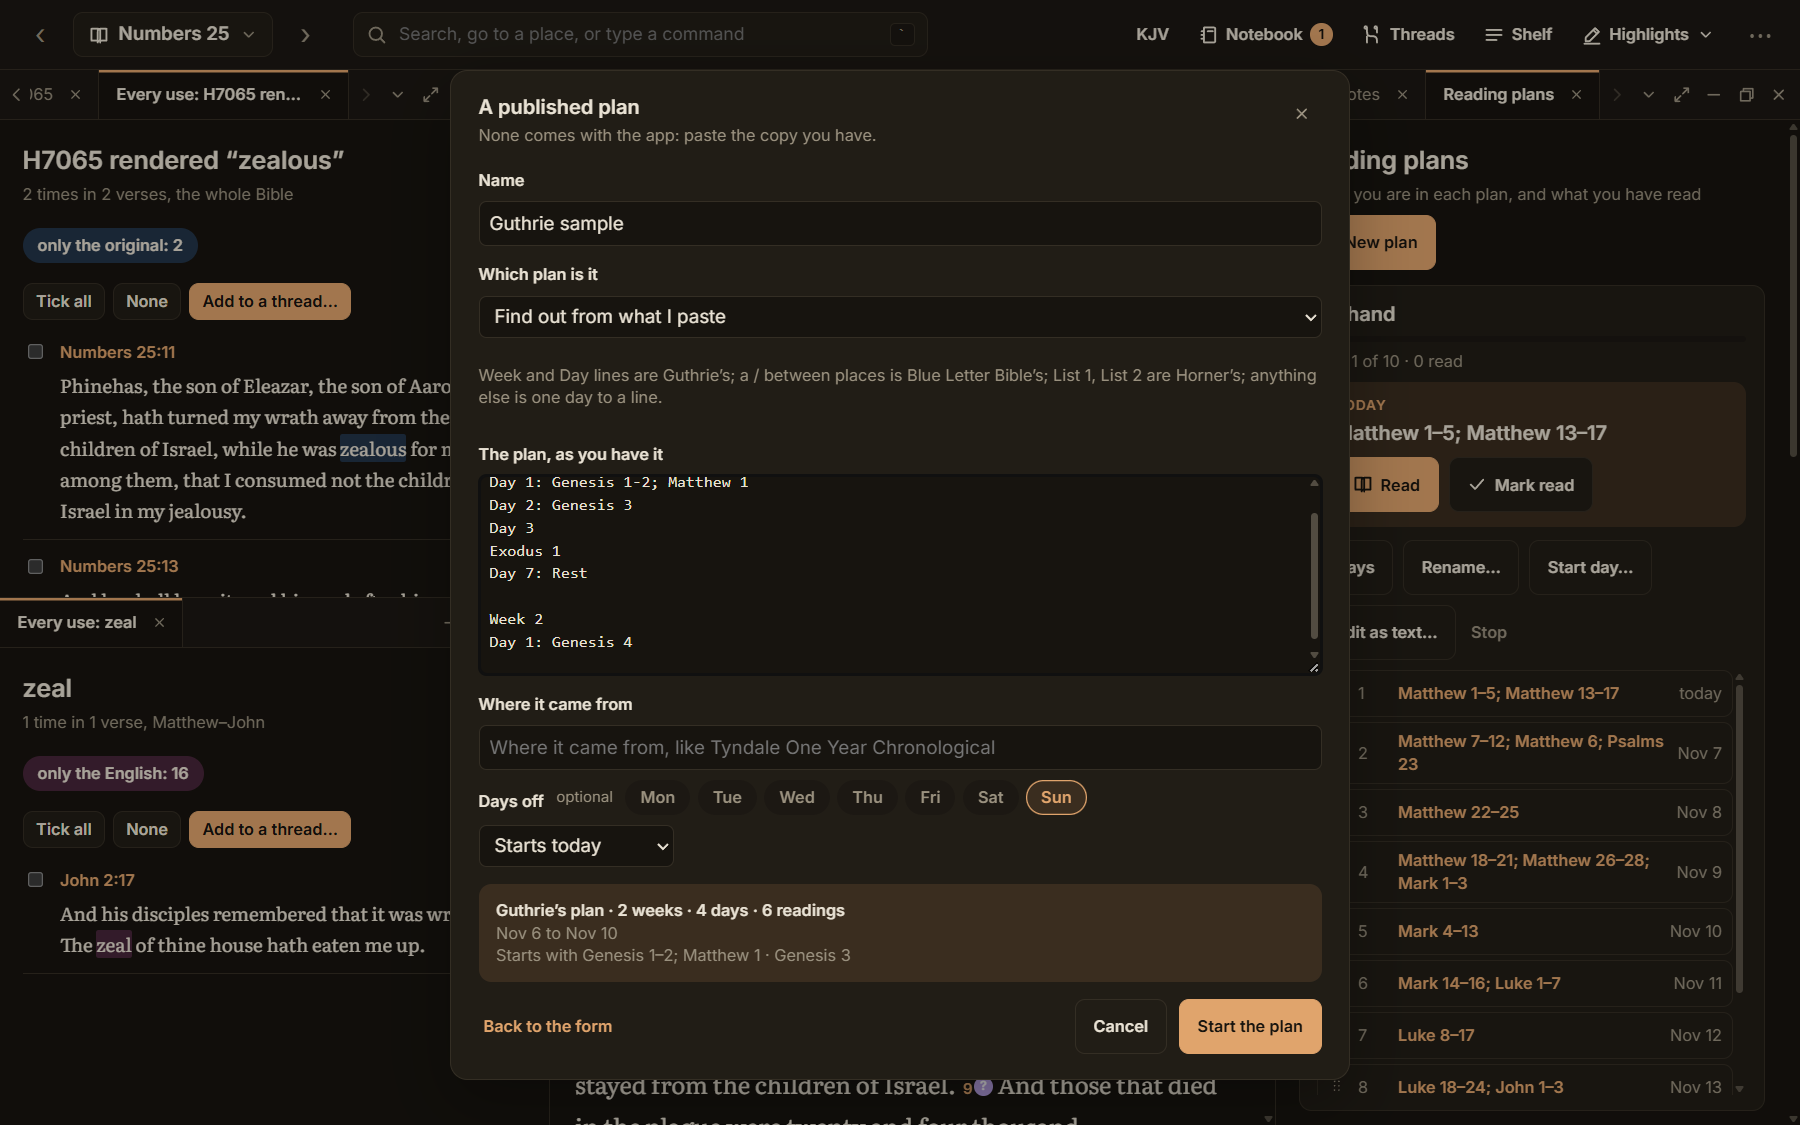 Numbers 25
Search, go to a place, or type a command
KJV
Notebook 1
Threads
Shelf
Highlights
Every use: H7065 ren...
Reading plans
H7065 rendered “zealous”
2 times in 2 verses, the whole Bible
only the original: 2
Tick all
None
Add to a thread...
Numbers 25:11
Phinehas, the son of Eleazar, the son of
priest, hath turned my wrath away from the
children of Israel, while he was zealous for
among them, that I consumed not the
Israel in my jealousy.
Numbers 25:13
Every use: zeal
zeal
1 time in 1 verse, Matthew–John
only the English: 16
Tick all
None
Add to a thread...
John 2:17
And his disciples remembered that it was
The zeal of thine house hath eaten me up.
A published plan
None comes with the app: paste the copy you have.
Name
Guthrie sample
Which plan is it
Find out from what I paste
Week and Day lines are Guthrie’s; a / between places is Blue Letter Bible’s; List 1, List 2 are Horner’s; anything
else is one day to a line.
The plan, as you have it
Day 1: Genesis 1-2; Matthew 1
Day 2: Genesis 3
Day 3
Exodus 1
Day 7: Rest
Week 2
Day 1: Genesis 4
Where it came from
Where it came from, like Tyndale One Year Chronological
Days off optional Mon Tue Wed Thu Fri Sat Sun
Starts today
Guthrie’s plan · 2 weeks · 4 days · 6 readings
Nov 6 to Nov 10
Starts with Genesis 1–2; Matthew 1 · Genesis 3
Back to the form
Cancel
Start the plan
stayed from the children of Israel. 9 ? And those that died
plans
you are in each plan, and what you have read
New plan
hand
1 of 10 · 0 read
Matthew 1–5; Matthew 13–17
Read
Mark read
Rename...
Start day...
as text...
Stop
1 Matthew 1–5; Matthew 13–17 today
2 Matthew 7–12; Matthew 6; Psalms
23 Nov 7
3 Matthew 22–25 Nov 8
4 Matthew 18–21; Matthew 26–28;
Mark 1–3 Nov 9
5 Mark 4–13 Nov 10
6 Mark 14–16; Luke 1–7 Nov 11
7 Luke 8–17 Nov 12
8 Luke 18–24; John 1–3 Nov 13